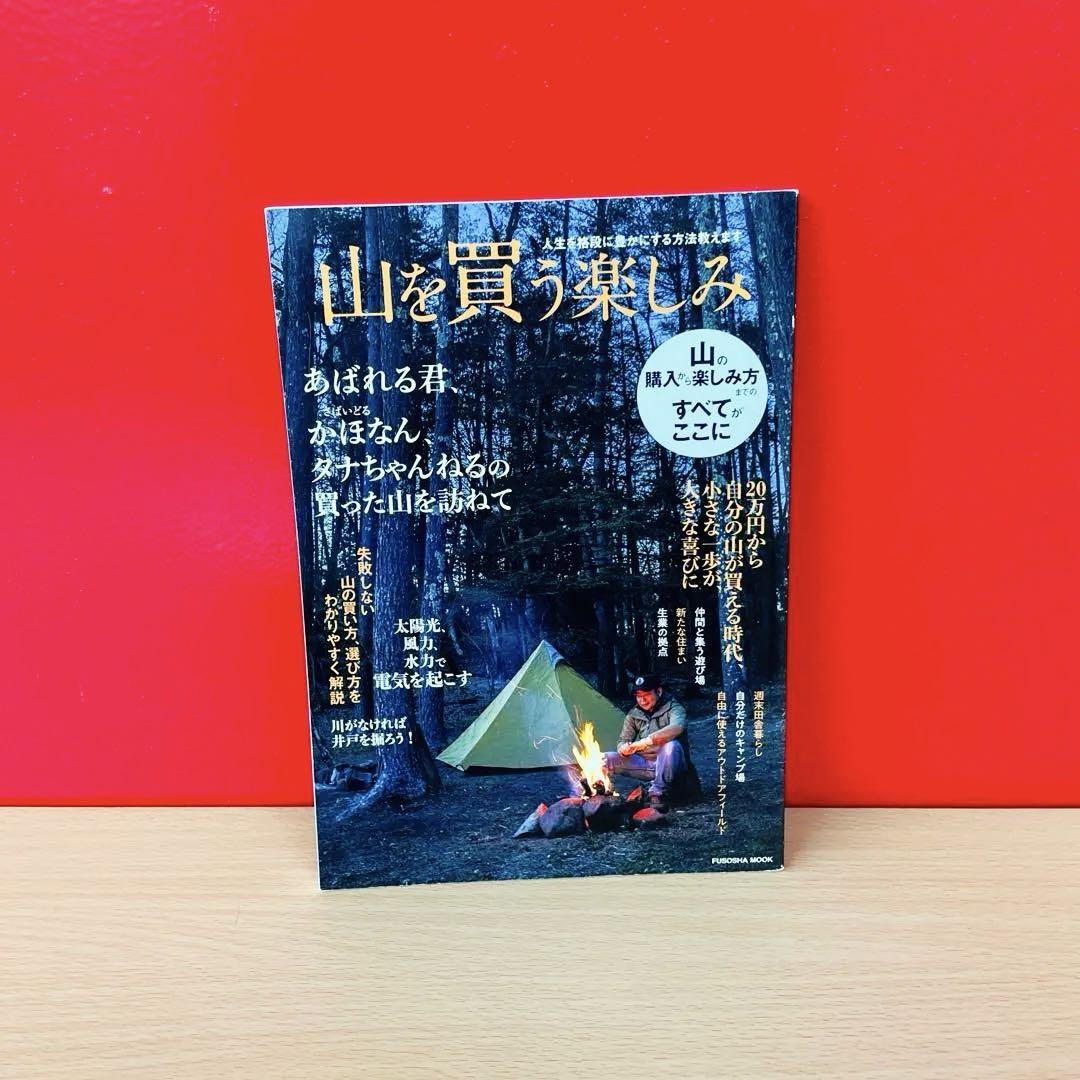 人生を格段に豊かにする方法教えます
山を買う楽しみ
山の
購入から楽しみ方
までの
すべてが
ここに
あばれる君、
さばいどる
かほなん、
タナちゃんねるの
買った山を訪ねて
20万円から
自分の山が買える時代、
小さな一歩が、
大きな喜びに
失敗しない
山の買い方、選び方を
わかりやすく解説
太陽光、
風力、
水力で
電気を起こす
仲間と集う遊び場
新たな住まい
生業の拠点
川がなければ
井戸を掘ろう!
週末田舎暮らし
自分だけのキャンプ場
自由に使えるアウトドアフィールド
FUSOSHA MOOK